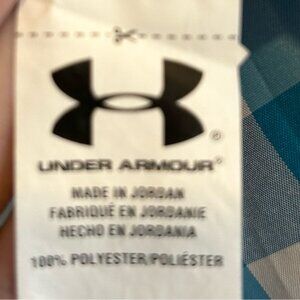 UNDER ARMOUR®
MADE IN JORDAN
FABRIQUÉ EN JORDANIE
HECHO EN JORDANIA
100% POLYESTER/POLIÉSTER